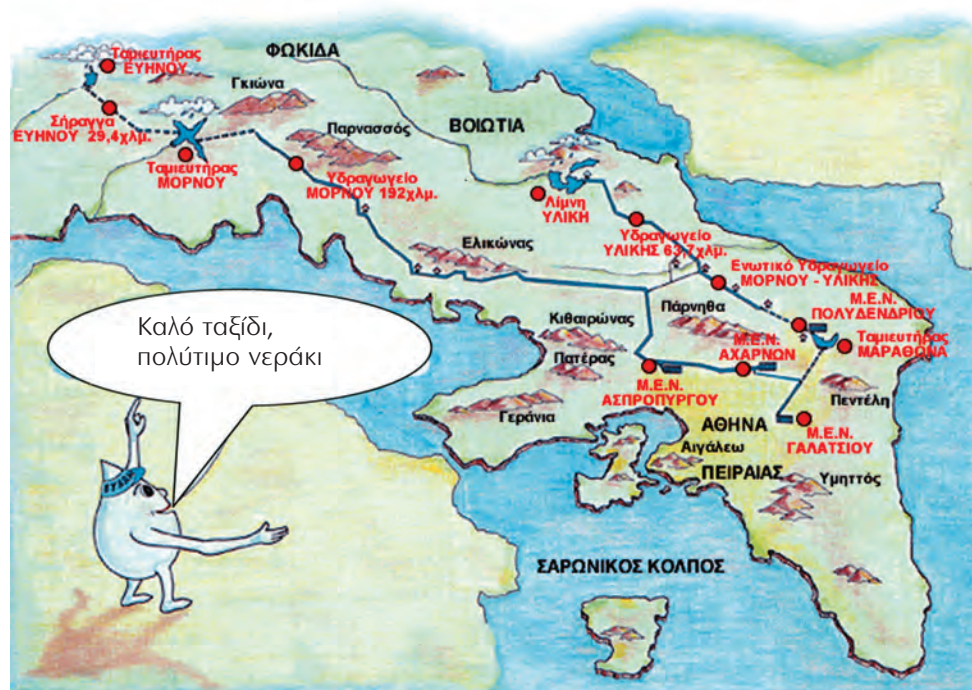 ΦΩΚΙΔΑ
Ταμιευτήρας
ΕΥΗΝΟΥ
Γκιώνα
Σήραγγα
ΕΥΗΝΟΥ 29,4χλμ.
Παρνασσός
ΒΟΙΩΤΙΑ
Ταμιευτήρας
ΜΟΡΝΟΥ
Υδραγωγείο
ΜΟΡΝΟΥ 192χλμ.
Λίμνη
ΥΛΙΚΗ
Υδραγωγείο
ΥΛΙΚΗΣ 63,7χλμ.
Ελικώνας
Ενωτικό Υδραγωγείο
ΜΟΡΝΟΥ - ΥΛΙΚΗΣ
Μ.Ε.Ν.
ΠΟΛΥΔΕΝΔΡΙΟΥ
Καλό ταξίδι,
πολύτιμο νεράκι
Κιθαιρώνας
Πάρνηθα
Ταμιευτήρας
ΜΑΡΑΘΩΝΑ
Πατέρας
Μ.Ε.Ν.
ΑΧΑΡΝΩΝ
Μ.Ε.Ν.
ΑΣΠΡΟΠΥΡΓΟΥ
Πεντέλη
Γεράνια
ΑΘΗΝΑ
Μ.Ε.Ν.
ΓΑΛΑΤΣΙΟΥ
Αιγάλεω
ΠΕΙΡΑΙΑΣ
Υμηττός
ΕΥΔΑΠ
ΣΑΡΩΝΙΚΟΣ ΚΟΛΠΟΣ